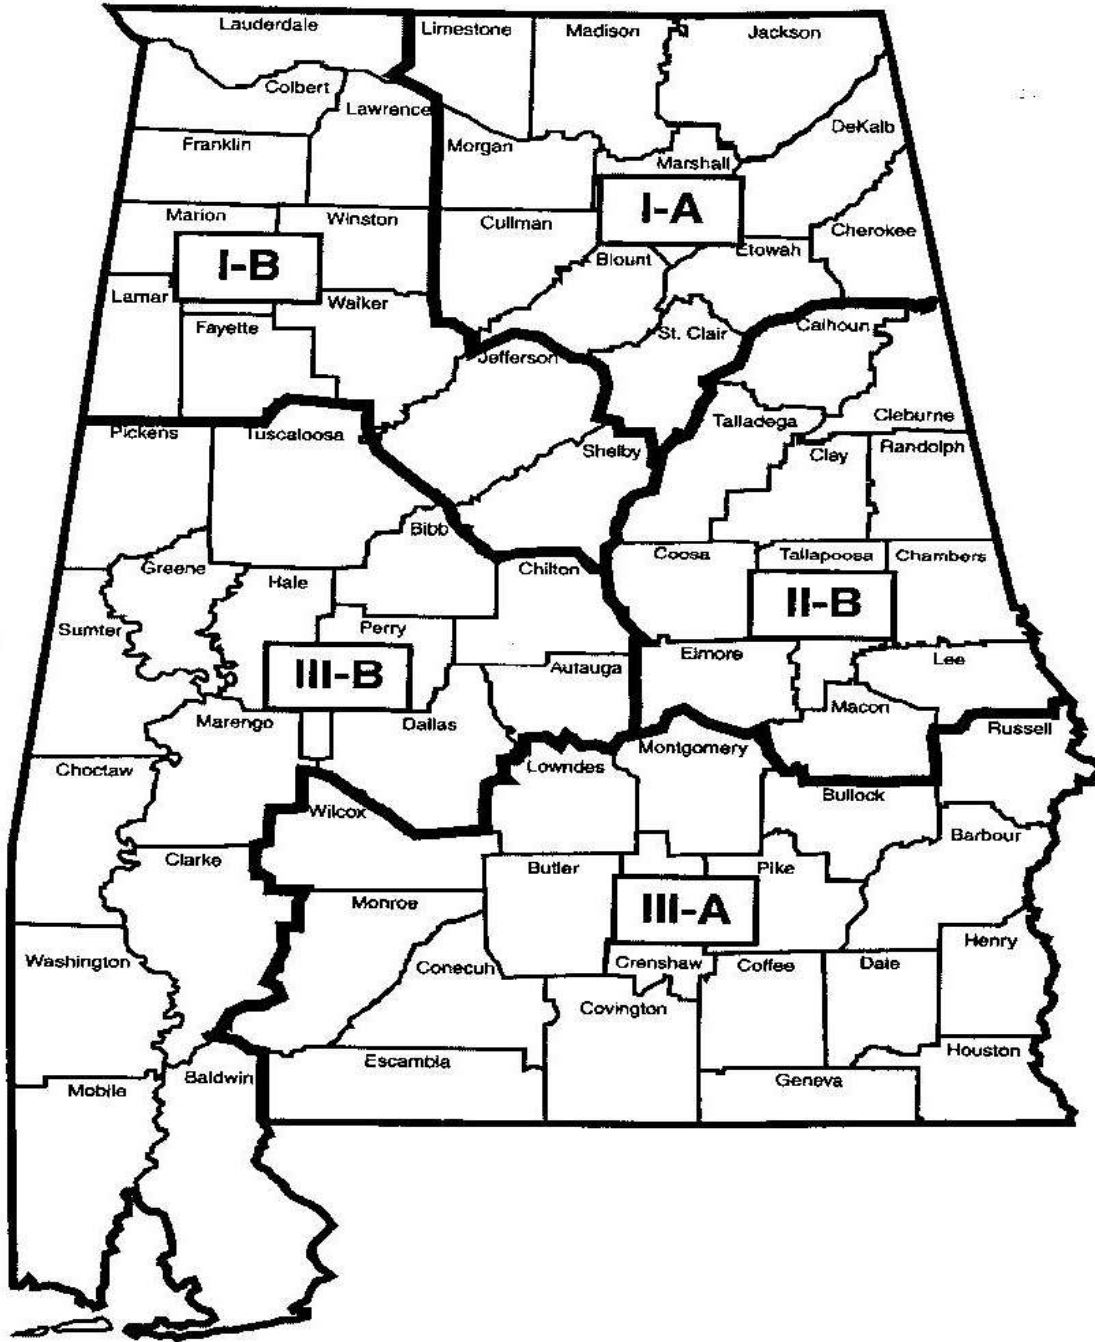 Lauderdale
Limestone
Madison
Jackson
Colbert
Lawrence
Franklin
Morgan
DeKalb
Marshall
I-A
Marion
Winston
Cullman
Cherokee
I-B
Blount
Etowah
Lamar
Walker
Fayette
Jefferson
St. Clair
Calhoun
Pickens
Tuscaloosa
Shelby
Talladega
Cleburne
Clay
Randolph
Bibb
Coosa
Tallapoosa
Chambers
Greene
Hale
Chilton
II-B
Sumter
Perry
Elmore
Lee
III-B
Autauga
Marengo
Dallas
Macon
Montgomery
Russell
Choctaw
Lowndes
Bullock
Wilcox
Barbour
Clarke
Butler
Pike
Monroe
III-A
Henry
Washington
Conecuh
Crenshaw
Coffee
Dale
Covington
Houston
Escambia
Geneva
Mobile
Baldwin